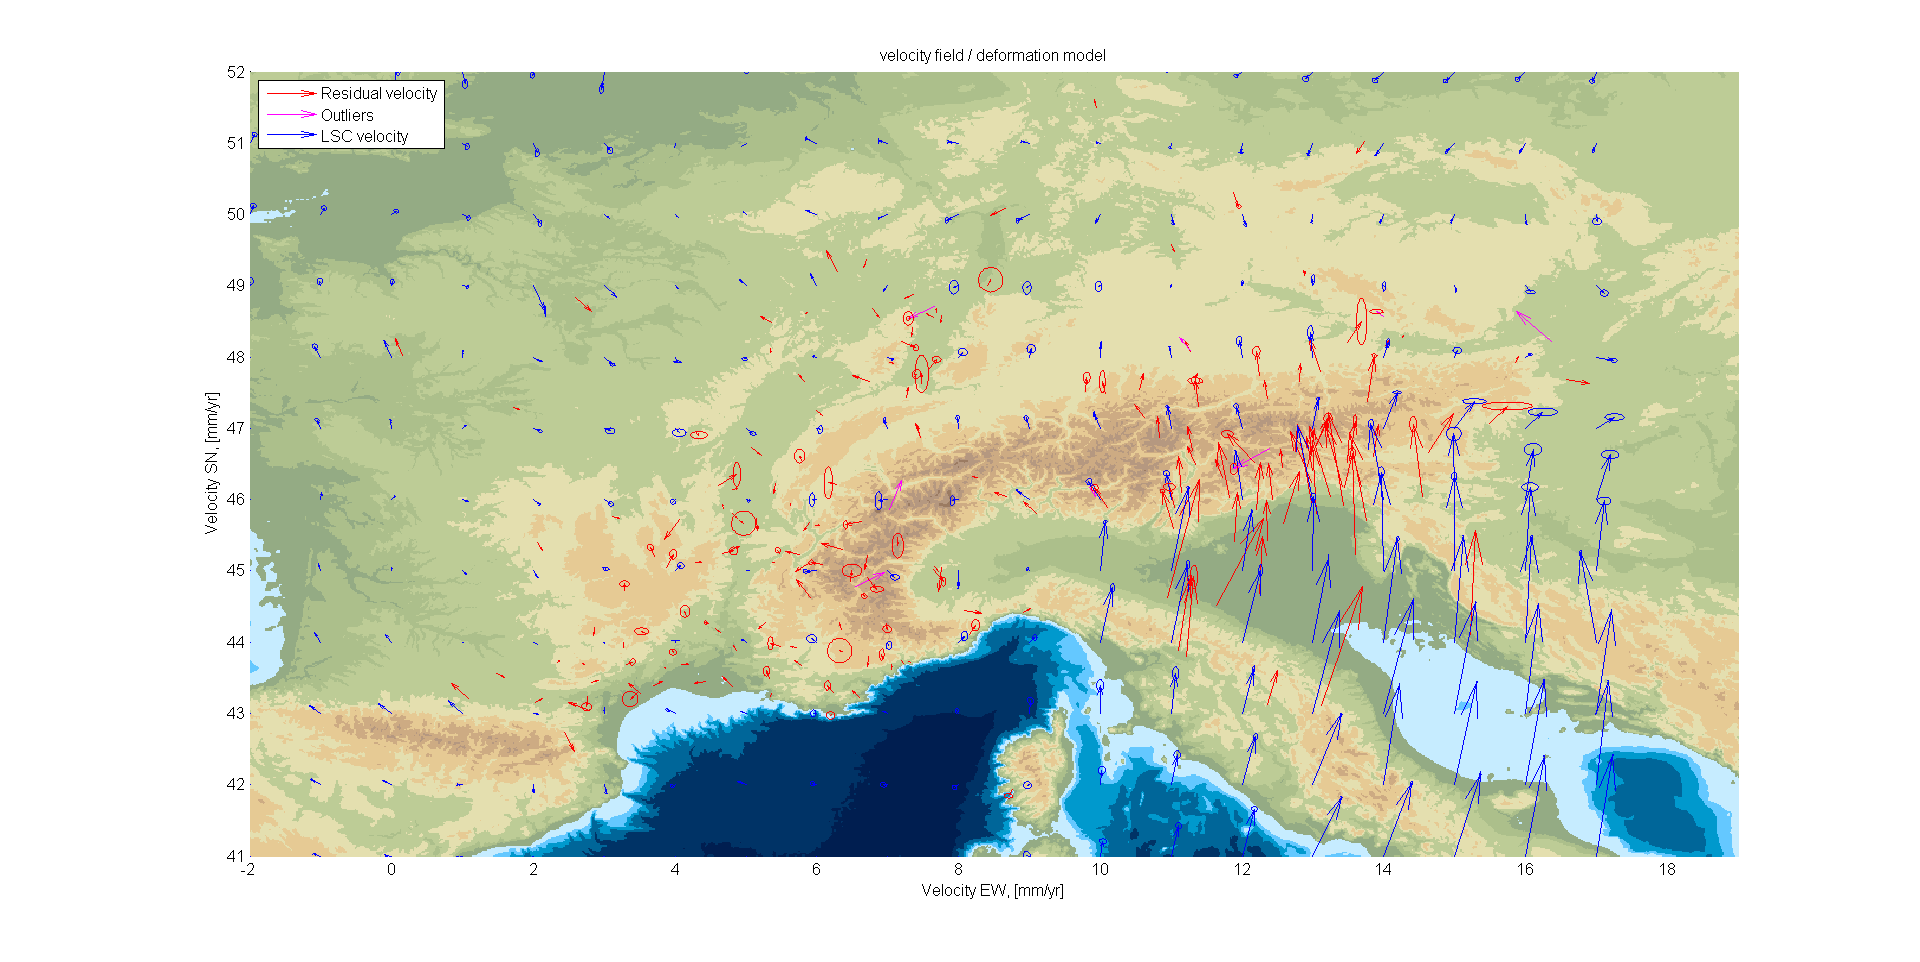 velocity field / deformation model
Residual velocity
Outliers
LSC velocity
52
51
50
49
48
47
46
45
44
43
42
41
Velocity SN, [mm/yr]
-2 0 2 4 6 8 10 12 14 16 18
Velocity EW, [mm/yr]